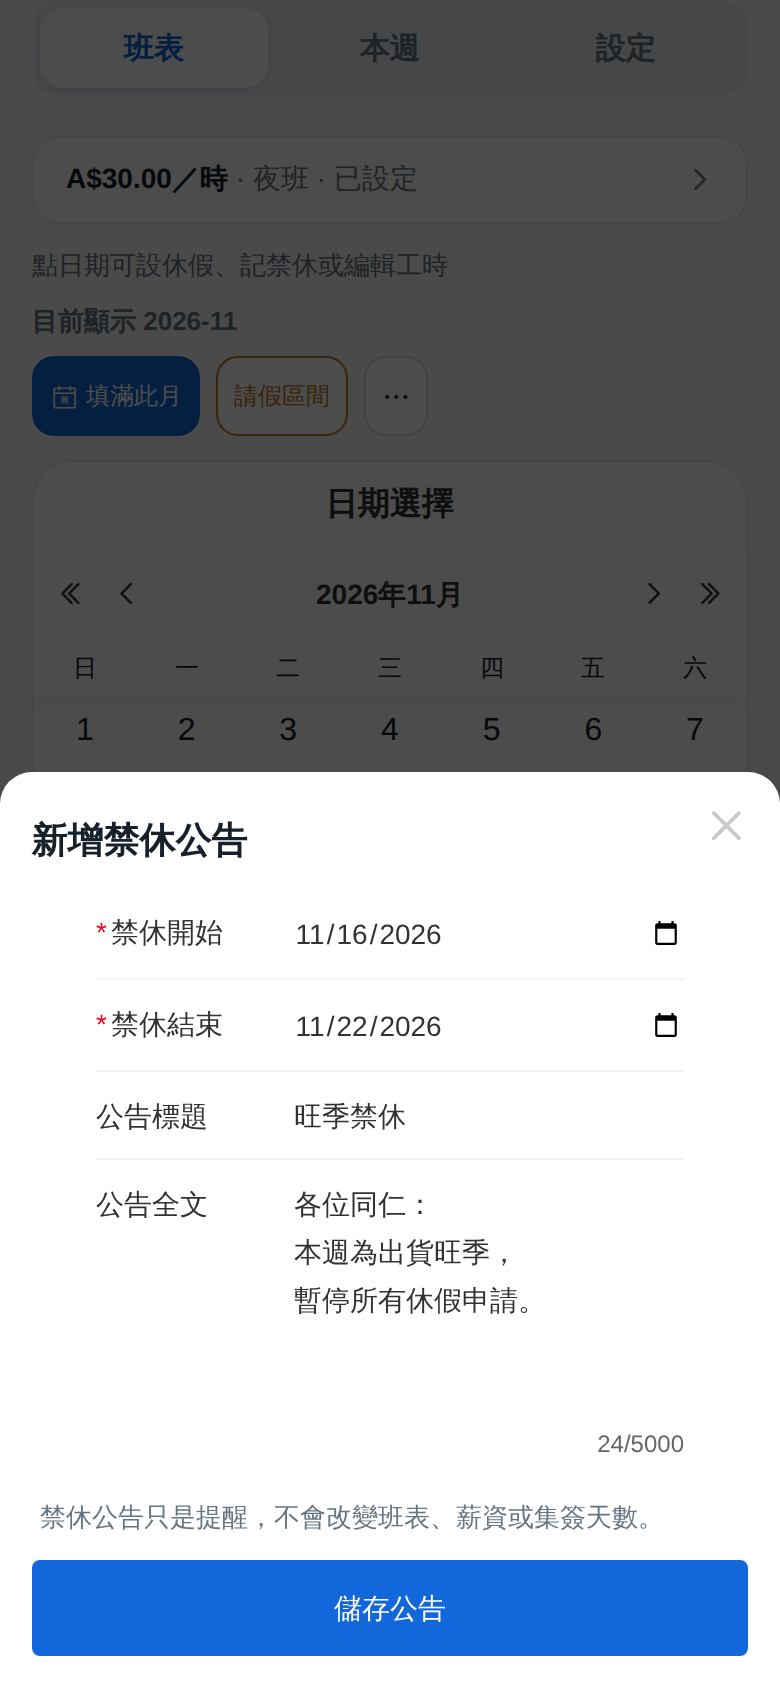 班表 本週 設定
A$30.00／時 · 夜班 · 已設定
點日期可設休假、記禁休或編輯工時
目前顯示 2026-11
填滿此月 請假區間 ···
日期選擇
2026年11月
日 一 二 三 四 五 六
1 2 3 4 5 6 7
新增禁休公告
*禁休開始 11/16/2026
*禁休結束 11/22/2026
公告標題 旺季禁休
公告全文 各位同仁：
本週為出貨旺季，
暫停所有休假申請。
24/5000
禁休公告只是提醒，不會改變班表、薪資或集簽天數。
儲存公告